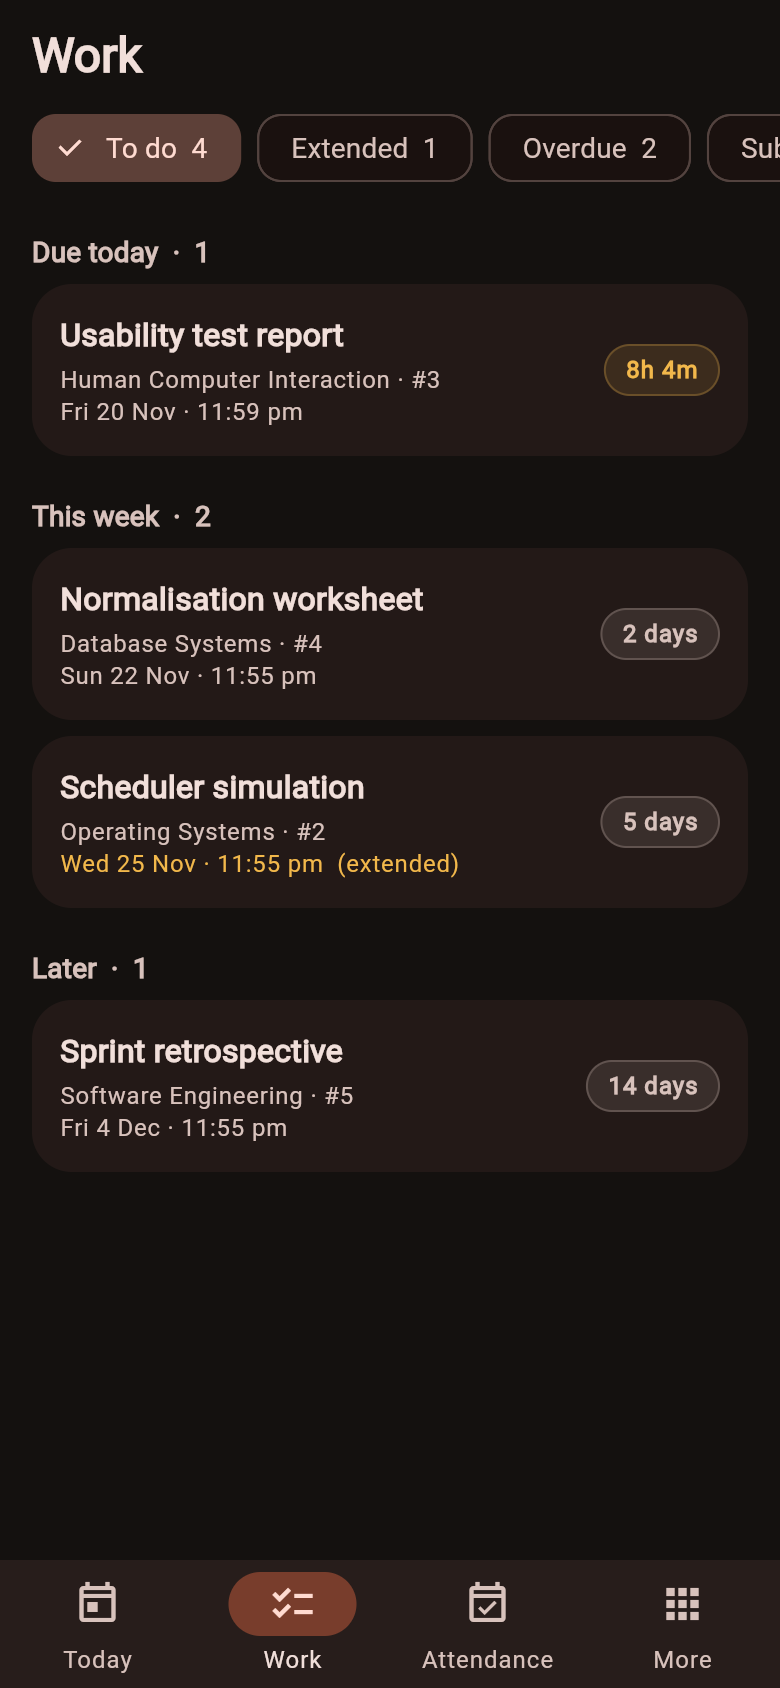 Work
To do 4
Extended 1
Overdue 2
Sub
Due today · 1
Usability test report
Human Computer Interaction · #3
Fri 20 Nov · 11:59 pm
8h 4m
This week · 2
Normalisation worksheet
Database Systems · #4
Sun 22 Nov · 11:55 pm
2 days
Scheduler simulation
Operating Systems · #2
Wed 25 Nov · 11:55 pm (extended)
5 days
Later · 1
Sprint retrospective
Software Engineering · #5
Fri 4 Dec · 11:55 pm
14 days
Today
Work
Attendance
More